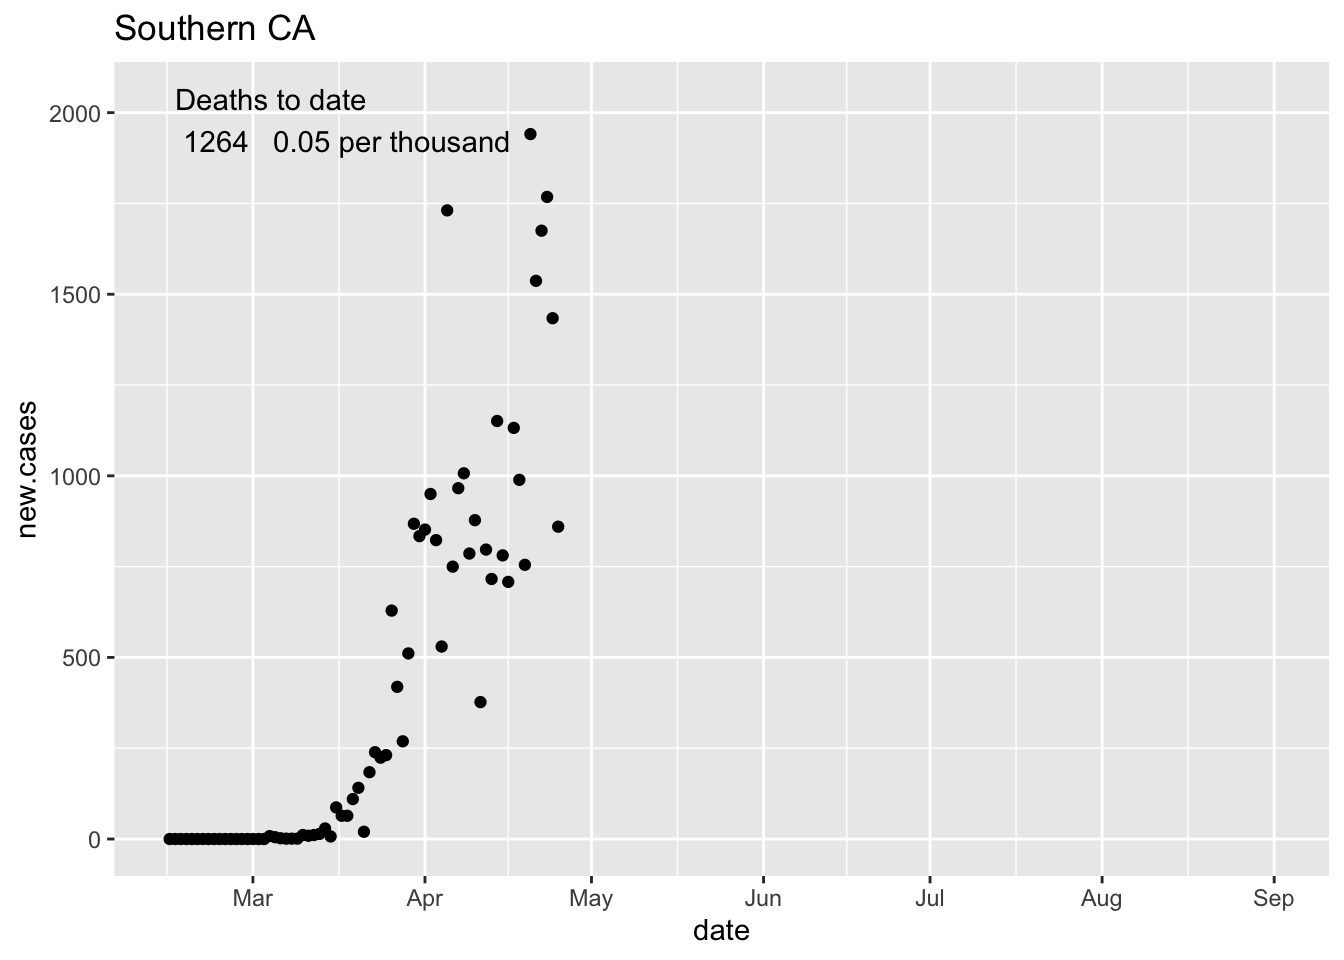 Southern CA
Deaths to date
1264 0.05 per thousand
2000
1500
1000
500
0
new.cases
Mar Apr May Jun Jul Aug Sep
date